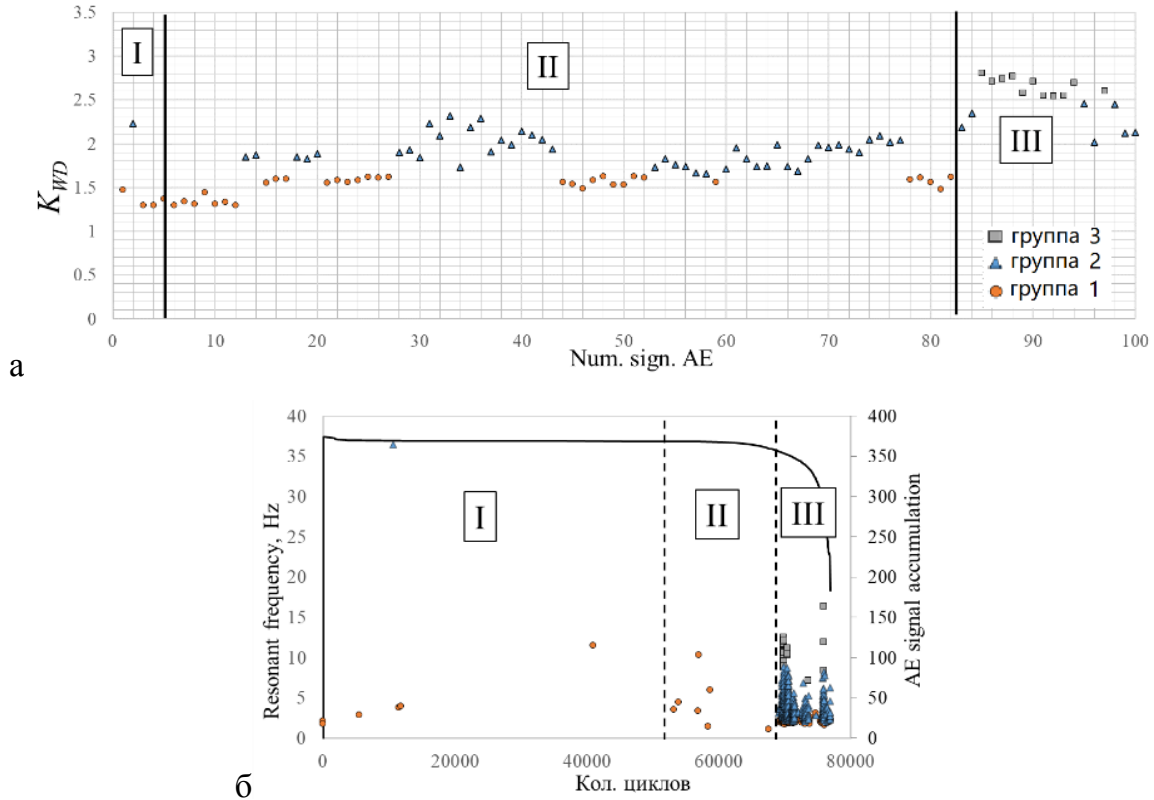 3.5
3
2.5
2
1.5
1
0.5
0
K_WD
I
II
III
группа 3
группа 2
группа 1
0 10 20 30 40 50 60 70 80 90 100
Num. sign. AE
а
40
35
30
25
20
15
10
5
0
Resonant frequency, Hz
I
II
III
400
350
300
250
200
150
100
50
0
AE signal accumulation
0 20000 40000 60000 80000
Кол. циклов
б